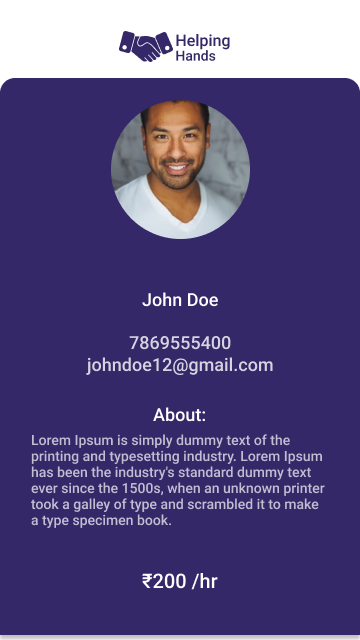 Helping
Hands
John Doe
7869555400
johndoe12@gmail.com
About:
Lorem Ipsum is simply dummy text of the
printing and typesetting industry. Lorem Ipsum
has been the industry's standard dummy text
ever since the 1500s, when an unknown printer
took a galley of type and scrambled it to make
a type specimen book.
₹200 /hr